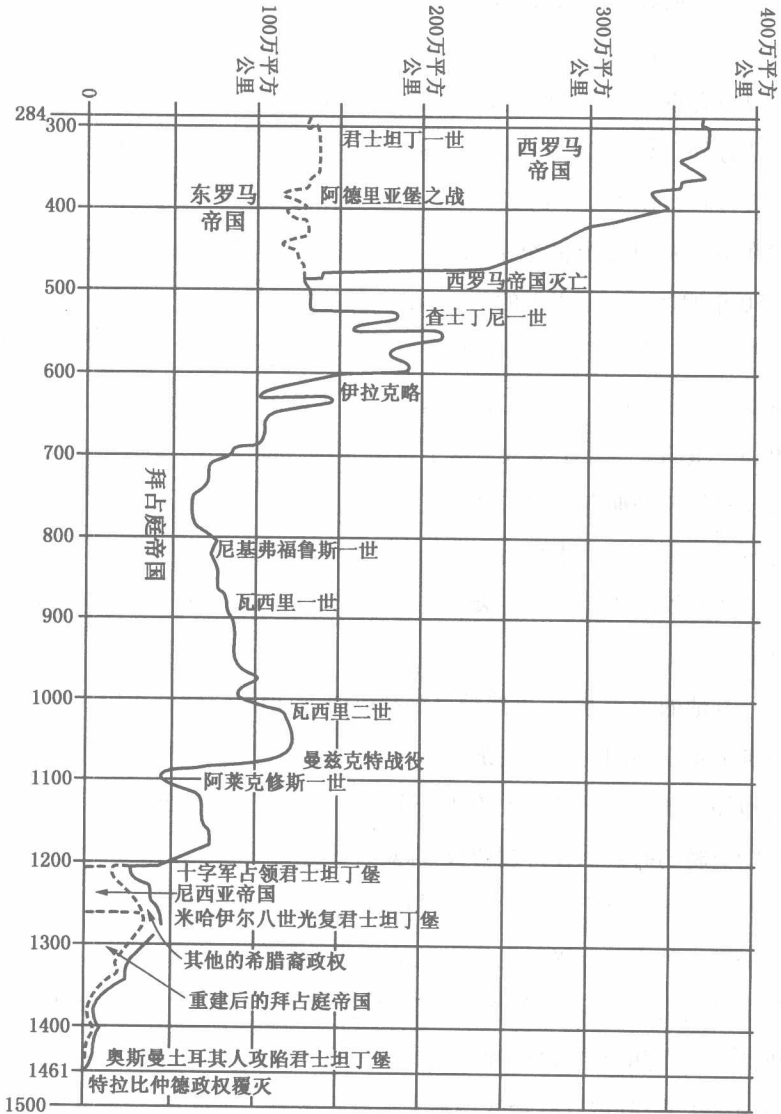 0
100万平方
公里
200万平方
公里
300万平方
公里
400万平方
公里
284
300
君士坦丁一世
西罗马
帝国
东罗马
帝国
阿德里亚堡之战
400
西罗马帝国灭亡
500
查士丁尼一世
600
伊拉克略
700
拜占庭帝国
800
尼基弗福鲁斯一世
瓦西里一世
900
1000
瓦西里二世
曼兹克特战役
1100
阿莱克修斯一世
1200
十字军占领君士坦丁堡
尼西亚帝国
米哈伊尔八世光复君士坦丁堡
1300
其他的希腊裔政权
重建后的拜占庭帝国
1400
奥斯曼土耳其人攻陷君士坦丁堡
1461
特拉比仲德政权覆灭
1500